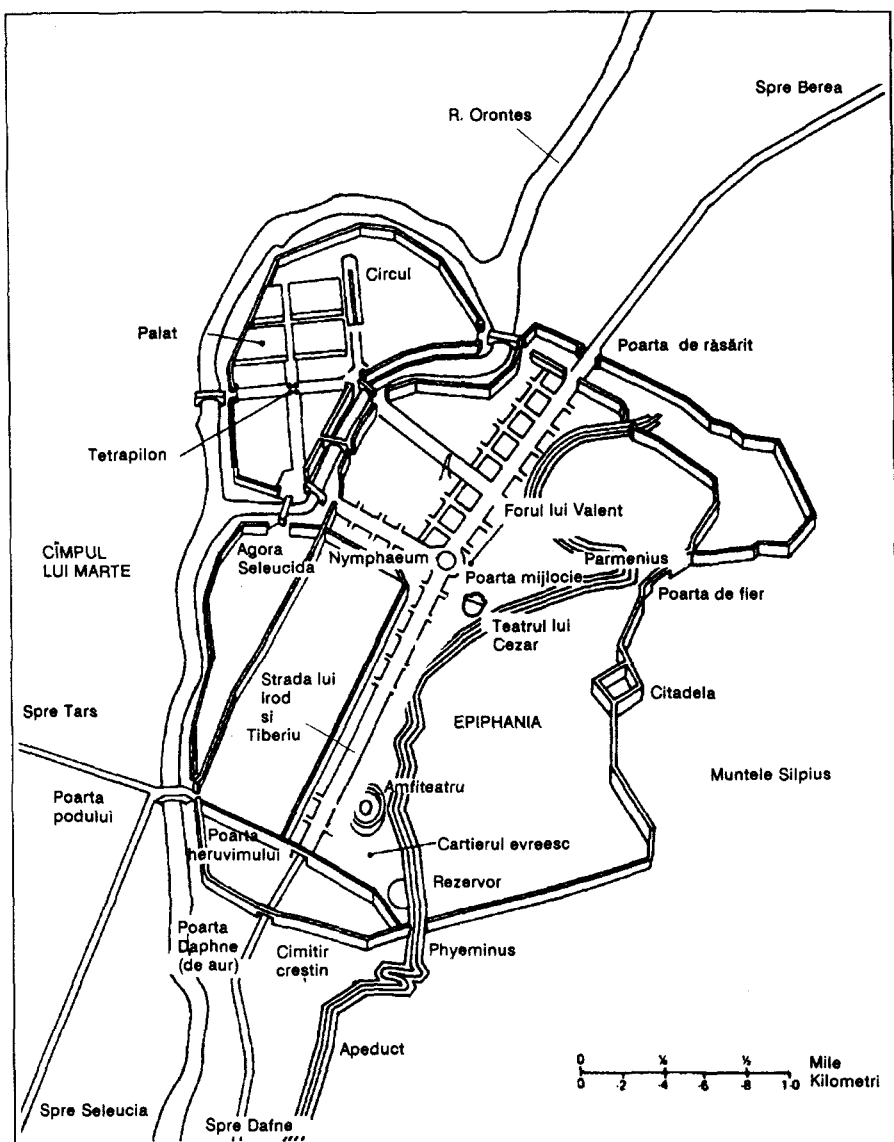 Spre Berea
R. Orontes
Circul
Palat
Poarta de ràsărit
Tetrapilon
Forul lui Valent
CÎMPUL
LUI MARTE
Agora
Seleucida
Nymphaeum
Parmenius
Poarta mijlocie
Poarta de fier
Teatrul lui
Cezar
Strada lui
Irod
si
Tiberiu
Citadela
Spre Tars
EPIPHANIA
Muntele Silpius
Amfiteatru
Poarta
podului
Poarta
heruvimului
Cartierul evreesc
Rezervor
Poarta
Daphne
(de aur)
Cimitir
creştin
Phyeminus
Apeduct
0 ¼ ½ Mile
0 ·2 ·4 ·6 ·8 1·0 Kilometri
Spre Seleucia
Spre Dafne